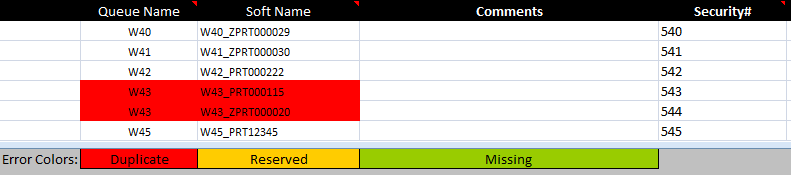 Queue Name Soft Name Comments Security#
W40 W40_ZPRT000029 540
W41 W41_ZPRT000030 541
W42 W42_PRT000222 542
W43 W43_PRT000115 543
W43 W43_ZPRT000020 544
W45 W45_PRT12345 545
Error Colors: Duplicate Reserved Missing